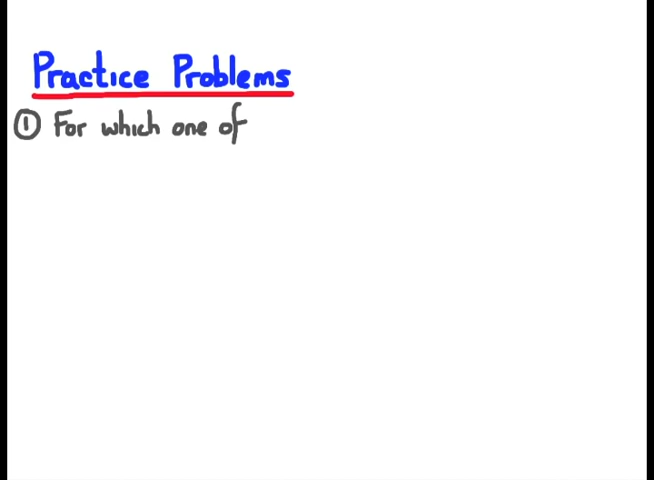 Practice Problems
① For which one of